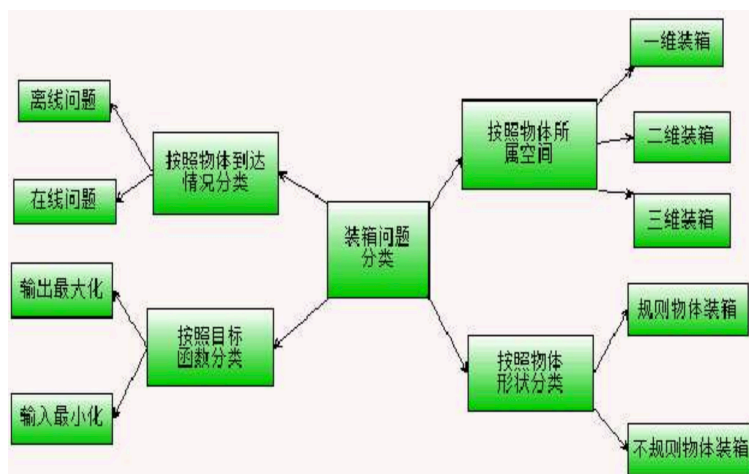 一维装箱
离线问题
按照物体到达
情况分类
按照物体所
属空间
二维装箱
在线问题
三维装箱
装箱问题
分类
输出最大化
按照目标
函数分类
规则物体装箱
按照物体
形状分类
输入最小化
不规则物体装箱